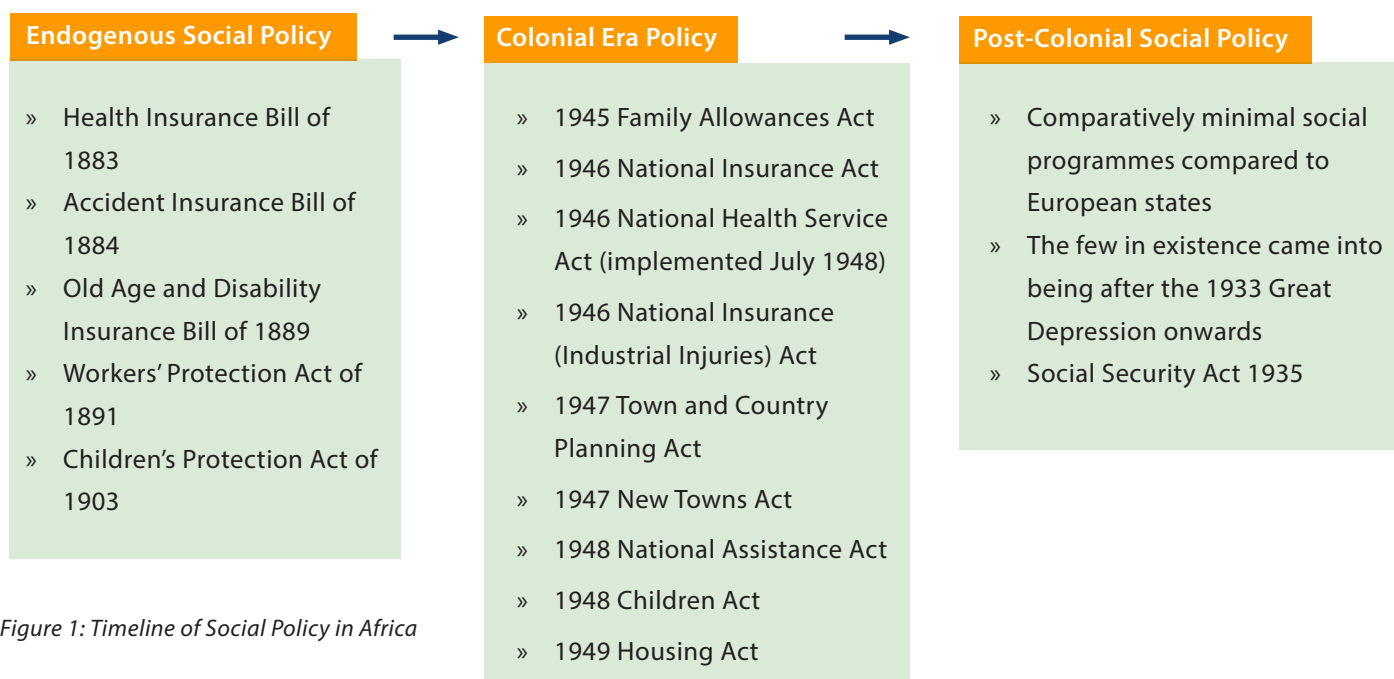 Endogenous Social Policy
» Health Insurance Bill of
1883
» Accident Insurance Bill of
1884
» Old Age and Disability
Insurance Bill of 1889
» Workers’ Protection Act of
1891
» Children's Protection Act of
1903
Colonial Era Policy
» 1945 Family Allowances Act
» 1946 National Insurance Act
» 1946 National Health Service
Act (implemented July 1948)
» 1946 National Insurance
(Industrial Injuries) Act
» 1947 Town and Country
Planning Act
» 1947 New Towns Act
» 1948 National Assistance Act
» 1948 Children Act
» 1949 Housing Act
Post-Colonial Social Policy
» Comparatively minimal social
programmes compared to
European states
» The few in existence came into
being after the 1933 Great
Depression onwards
» Social Security Act 1935
Figure 1: Timeline of Social Policy in Africa